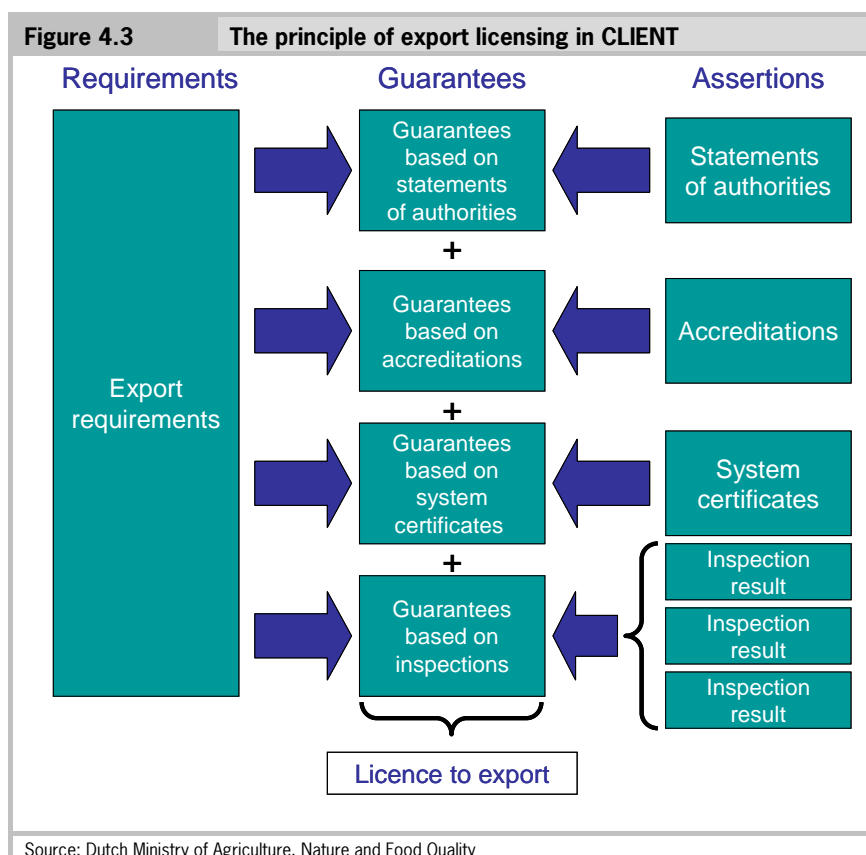 Figure 4.3 The principle of export licensing in CLIENT
Requirements Guarantees Assertions
Export
requirements
Guarantees
based on
statements
of authorities
+
Guarantees
based on
accreditations
+
Guarantees
based on
system
certificates
+
Guarantees
based on
inspections
Statements
of authorities
Accreditations
System
certificates
Inspection
result
Inspection
result
Inspection
result
Licence to export
Source: Dutch Ministry of Agriculture, Nature and Food Quality